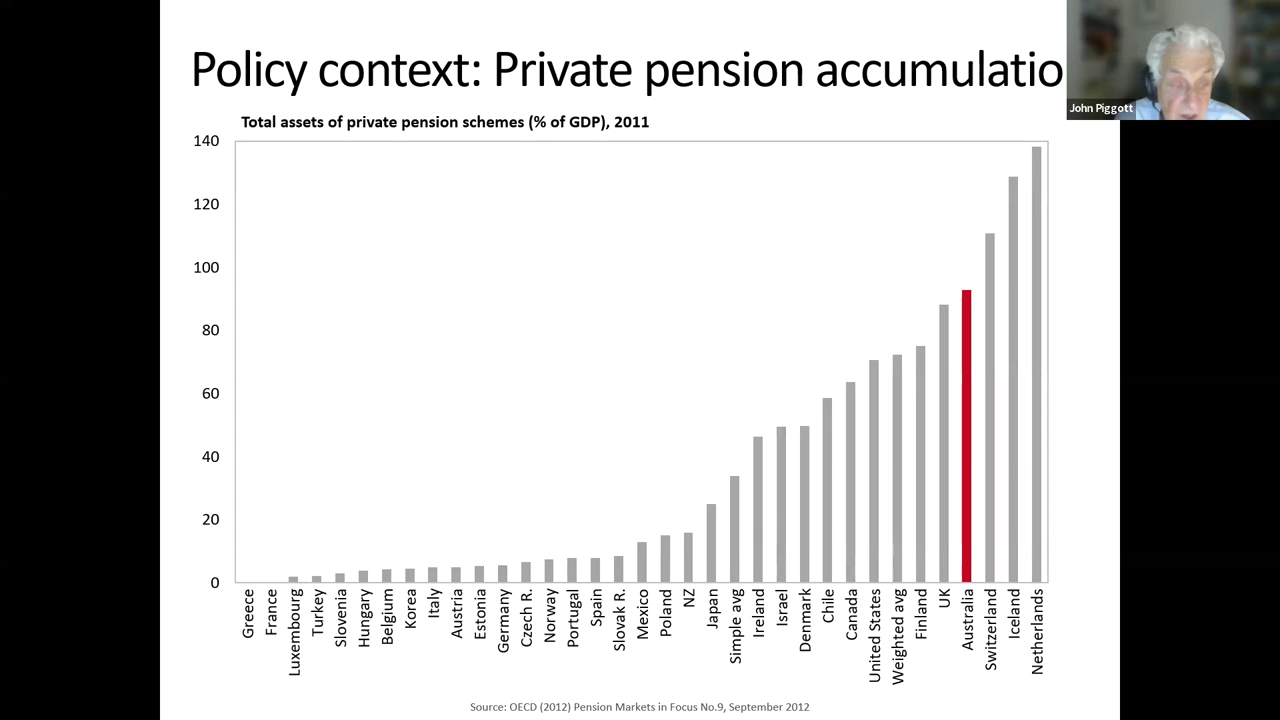 Policy context: Private pension accumulatio
John Piggott
Total assets of private pension schemes (% of GDP), 2011
140
120
100
80
60
40
20
0
Greece
France
Luxembourg
Turkey
Slovenia
Hungary
Belgium
Korea
Italy
Austria
Estonia
Germany
Czech R.
Norway
Portugal
Spain
Slovak R.
Mexico
Poland
NZ
Japan
Simple avg
Ireland
Israel
Denmark
Chile
Canada
United States
Weighted avg
Finland
UK
Australia
Switzerland
Iceland
Netherlands
Source: OECD (2012) Pension Markets in Focus No.9, September 2012